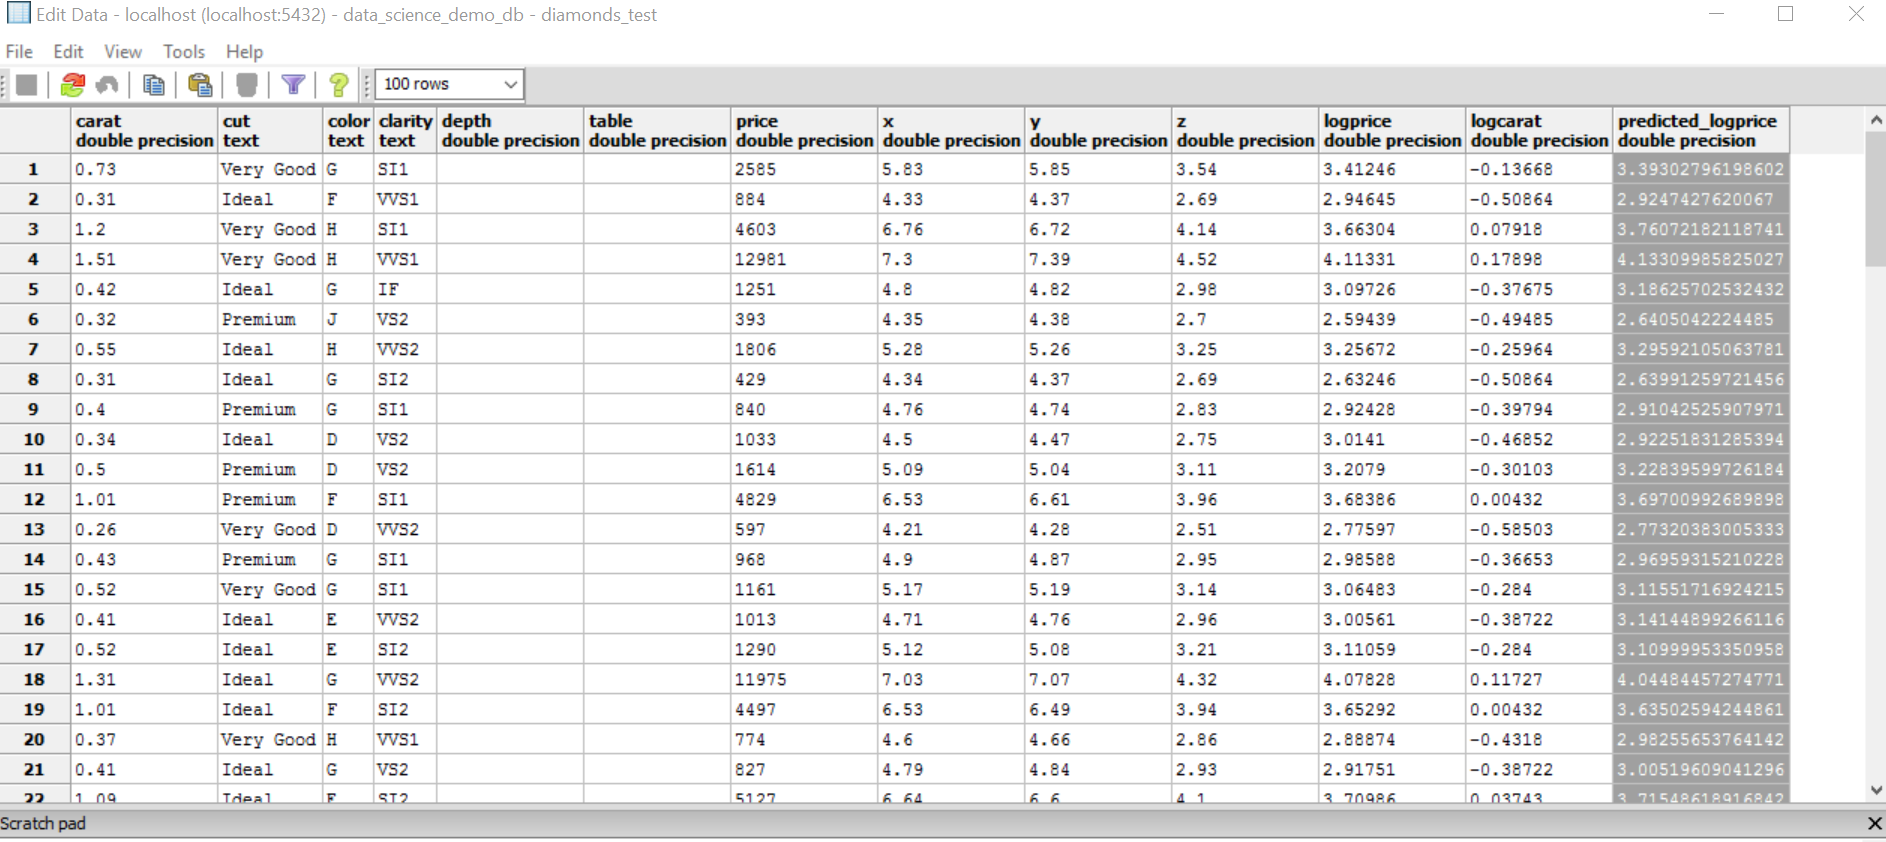 Edit Data - localhost (localhost:5432) - data_science_demo_db - diamonds_test
File Edit View Tools Help
100 rows
carat cut color clarity depth table price x y z logprice logcarat predicted_logprice
double precision text text text double precision double precision double precision double precision double precision double precision double precision double precision double precision
1 0.73 Very Good G SI1 2585 5.83 5.85 3.54 3.41246 -0.13668 3.39302796198602
2 0.31 Ideal F VVS1 884 4.33 4.37 2.69 2.94645 -0.50864 2.9247427620067
3 1.2 Very Good H SI1 4603 6.76 6.72 4.14 3.66304 0.07918 3.76072182118741
4 1.51 Very Good H VVS1 12981 7.3 7.39 4.52 4.11331 0.17898 4.13309985825027
5 0.42 Ideal G IF 1251 4.8 4.82 2.98 3.09726 -0.37675 3.18625702532432
6 0.32 Premium J VS2 393 4.35 4.38 2.7 2.59439 -0.49485 2.6405042224485
7 0.55 Ideal H VVS2 1806 5.28 5.26 3.25 3.25672 -0.25964 3.29592105063781
8 0.31 Ideal G SI2 429 4.34 4.37 2.69 2.63246 -0.50864 2.63991259721456
9 0.4 Premium G SI1 840 4.76 4.74 2.83 2.92428 -0.39794 2.91042525907971
10 0.34 Ideal D VS2 1033 4.5 4.47 2.75 3.0141 -0.46852 2.92251831285394
11 0.5 Premium D VS2 1614 5.09 5.04 3.11 3.2079 -0.30103 3.22839599726184
12 1.01 Premium F SI1 4829 6.53 6.61 3.96 3.68386 0.00432 3.69700992689898
13 0.26 Very Good D VVS2 597 4.21 4.28 2.51 2.77597 -0.58503 2.77320383005333
14 0.43 Premium G SI1 968 4.9 4.87 2.95 2.98588 -0.36653 2.96959315210228
15 0.52 Very Good G SI1 1161 5.17 5.19 3.14 3.06483 -0.284 3.11551716924215
16 0.41 Ideal E VVS2 1013 4.71 4.76 2.96 3.00561 -0.38722 3.14144899266116
17 0.52 Ideal E SI2 1290 5.12 5.08 3.21 3.11059 -0.284 3.10999953350958
18 1.31 Ideal G VVS2 11975 7.03 7.07 4.32 4.07828 0.11727 4.04484457274771
19 1.01 Ideal F SI2 4497 6.53 6.49 3.94 3.65292 0.00432 3.63502594244861
20 0.37 Very Good H VVS1 774 4.6 4.66 2.86 2.88874 -0.4318 2.98255653764142
21 0.41 Ideal G VS2 827 4.79 4.84 2.93 2.91751 -0.38722 3.00519609041296
22 1.09 Ideal F SI2 5127 6.64 6.6 4.1 3.70986 0.03743 3.71548618916842
Scratch pad